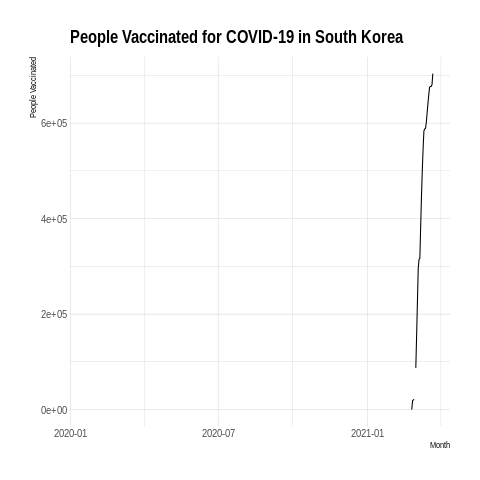 People Vaccinated for COVID-19 in South Korea
People Vaccinated
6e+05
4e+05
2e+05
0e+00
2020-01
2020-07
2021-01
Month